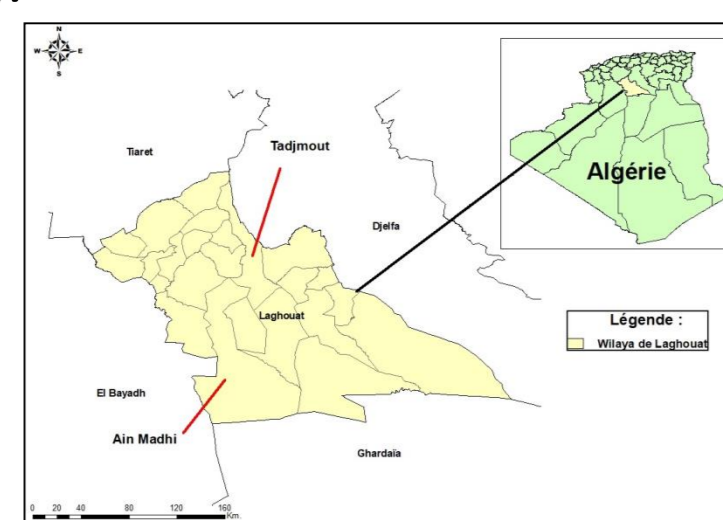 N
W E
S
Tadjmout
Tiaret
Algérie
Djelfa
Légende :
Laghouat
Wilaya de Laghouat
El Bayadh
Ain Madhi
Ghardaïa
0 20 40 80 120 160
Km.